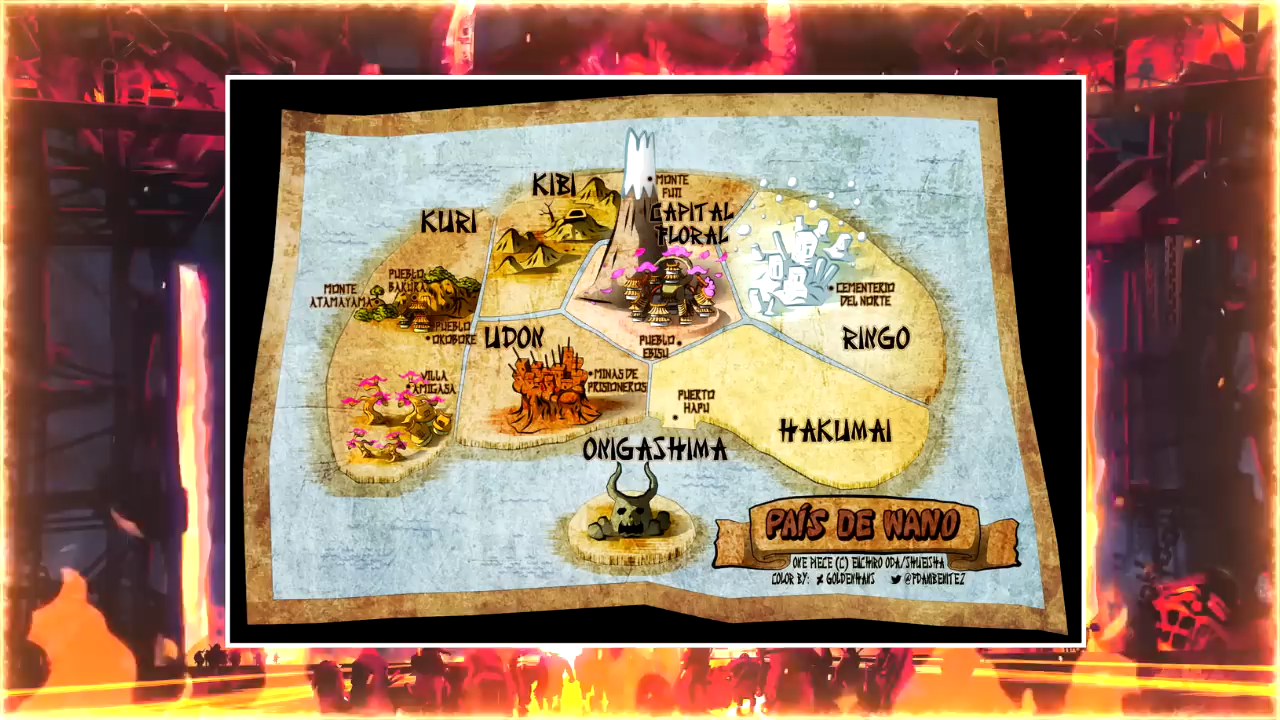 KIBI
MONTE
FUJI
CAPITAL
FLORAL
KURI
PUEBLO
BAKURA
MONTE
ATAMAYAMA
PUEBLO
OKOBORE
CEMENTERIO
DEL NORTE
UDON
PUEBLO
EBISU
RINGO
VILLA
AMIGASA
MINAS DE
PRISIONEROS
PUERTO
HAPU
HAKUMAI
ONIGASHIMA
PAÍS DE WANO
ONE PIECE (C) EIICHIRO ODA/SHUEISHA
COLOR BY: GOLDENHANS @PDANIBENITEZ